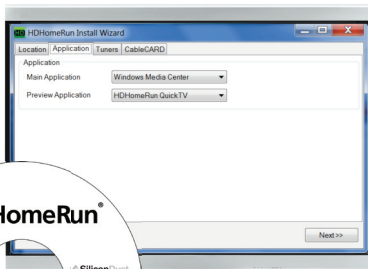 HDHomeRun Install Wizard
Location Application Tuners CableCARD
Application
Main Application Windows Media Center
Preview Application HDHomeRun QuickTV
HomeRun®
Next>>
SiliconDust